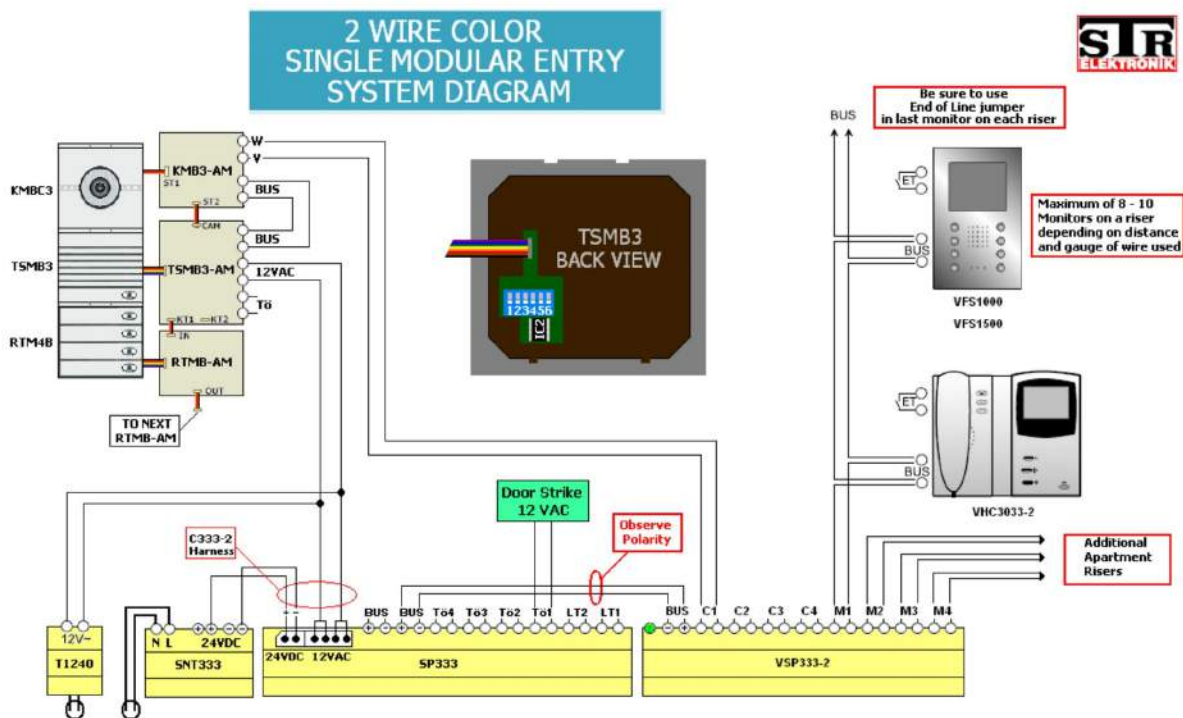 2 WIRE COLOR
SINGLE MODULAR ENTRY
SYSTEM DIAGRAM
STR
ELEKTRONİK
Be sure to use
End of Line jumper
in last monitor on each riser
BUS
W
V
KMB3-AM
ST1
ST2
BUS
KMBC3
CAM
BUS
TSMB3
TSMB3-AM
12VAC
Tö
KT1
KT2
IN
RTM4B
RTMB-AM
OUT
TO NEXT
RTMB-AM
TSMB3
BACK VIEW
123456
IC2
ET
BUS
Maximum of 8 - 10
Monitors on a riser
depending on distance
and gauge of wire used
VFS1000
VFS1500
ET
BUS
VHC3033-2
Door Strike
12 VAC
Observe
Polarity
C333-2
Harness
Additional
Apartment
Risers
12V~
T1240
N L
+ + − −
24VDC
SNT333
24VDC
12VAC
BUS BUS Tö4 Tö3 Tö2 Tö1 LT2 LT1
+ − + −
SP333
BUS C1 C2 C3 C4 M1 M2 M3 M4
− +
VSP333-2